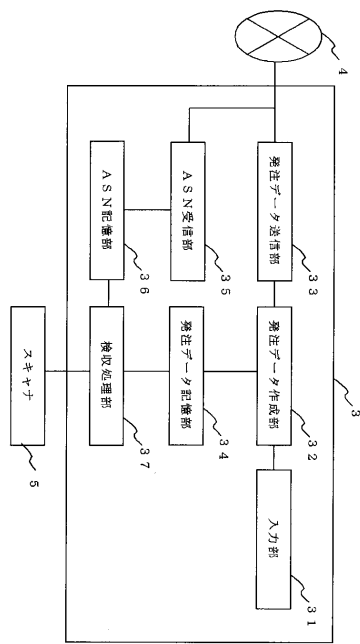 3
4
発注データ送信部
33
発注データ作成部
32
入力部
31
ASN受信部
35
発注データ記憶部
34
ASN記憶部
36
検収処理部
37
スキャナ
5